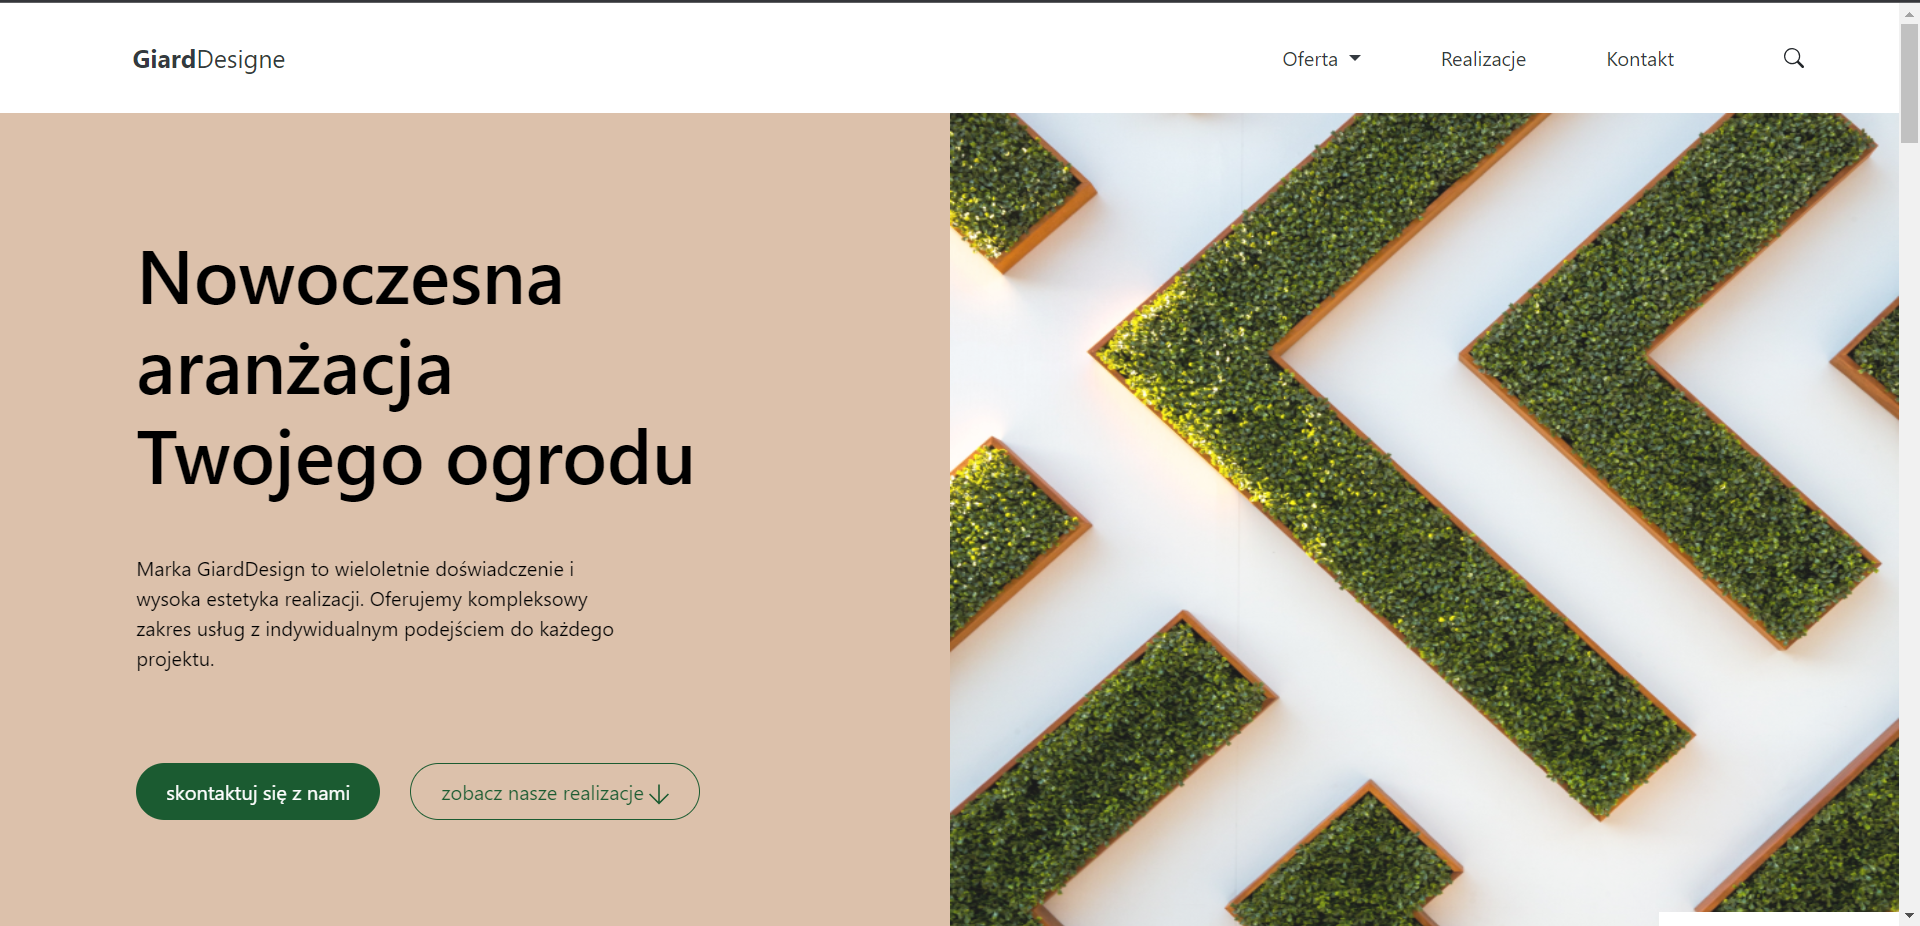 GiardDesigne
Oferta
Realizacje
Kontakt
Nowoczesna
aranżacja
Twojego ogrodu
Marka GiardDesign to wieloletnie doświadczenie i
wysoka estetyka realizacji. Oferujemy kompleksowy
zakres usług z indywidualnym podejściem do każdego
projektu.
skontaktuj się z nami
zobacz nasze realizacje